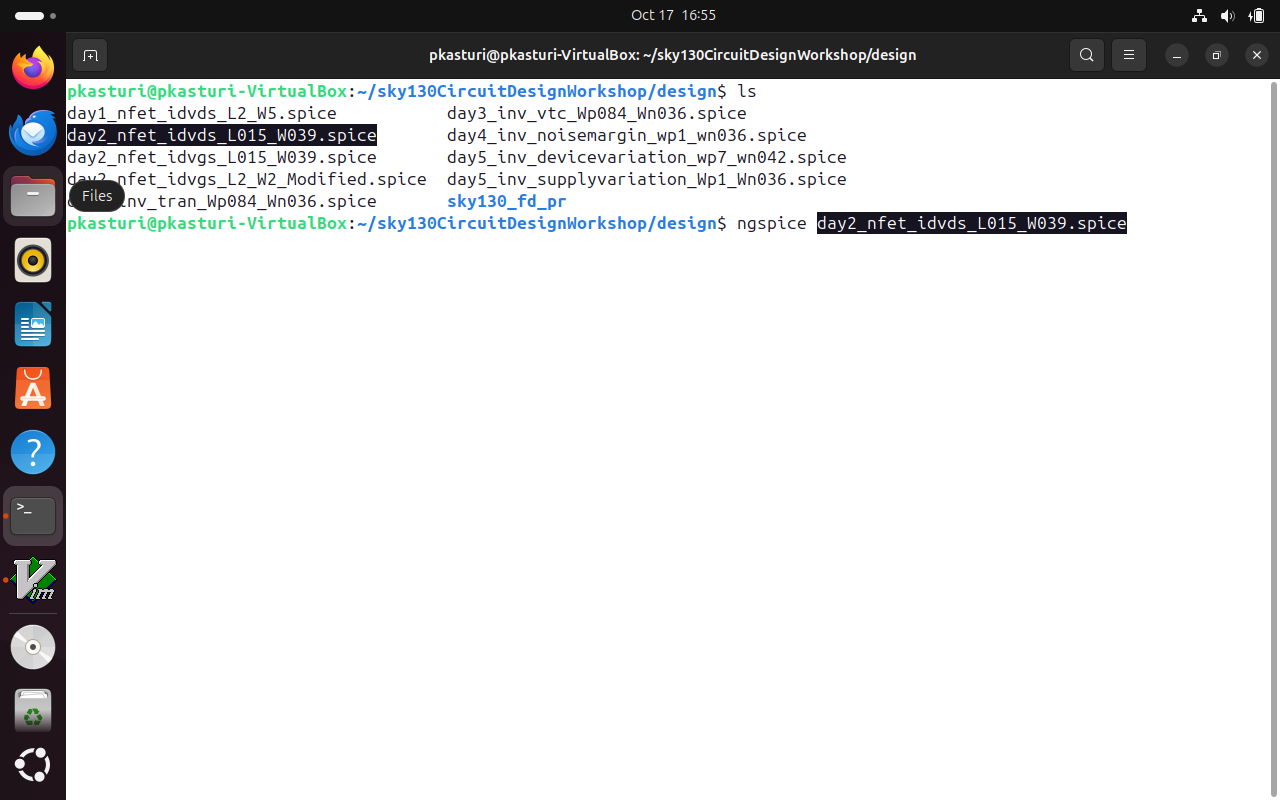 Oct 17 16:55
pkasturi@pkasturi-VirtualBox: ~/sky130CircuitDesignWorkshop/design
pkasturi@pkasturi-VirtualBox:~/sky130CircuitDesignWorkshop/design$ ls
day1_nfet_idvds_L2_W5.spice day3_inv_vtc_Wp084_Wn036.spice
day2_nfet_idvds_L015_W039.spice day4_inv_noisemargin_wp1_wn036.spice
day2_nfet_idvgs_L015_W039.spice day5_inv_devicevariation_wp7_wn042.spice
day2_nfet_idvgs_L2_W2_Modified.spice day5_inv_supplyvariation_Wp1_Wn036.spice
Files
inv_tran_Wp084_Wn036.spice sky130_fd_pr
pkasturi@pkasturi-VirtualBox:~/sky130CircuitDesignWorkshop/design$ ngspice day2_nfet_idvds_L015_W039.spice
>_
Vim